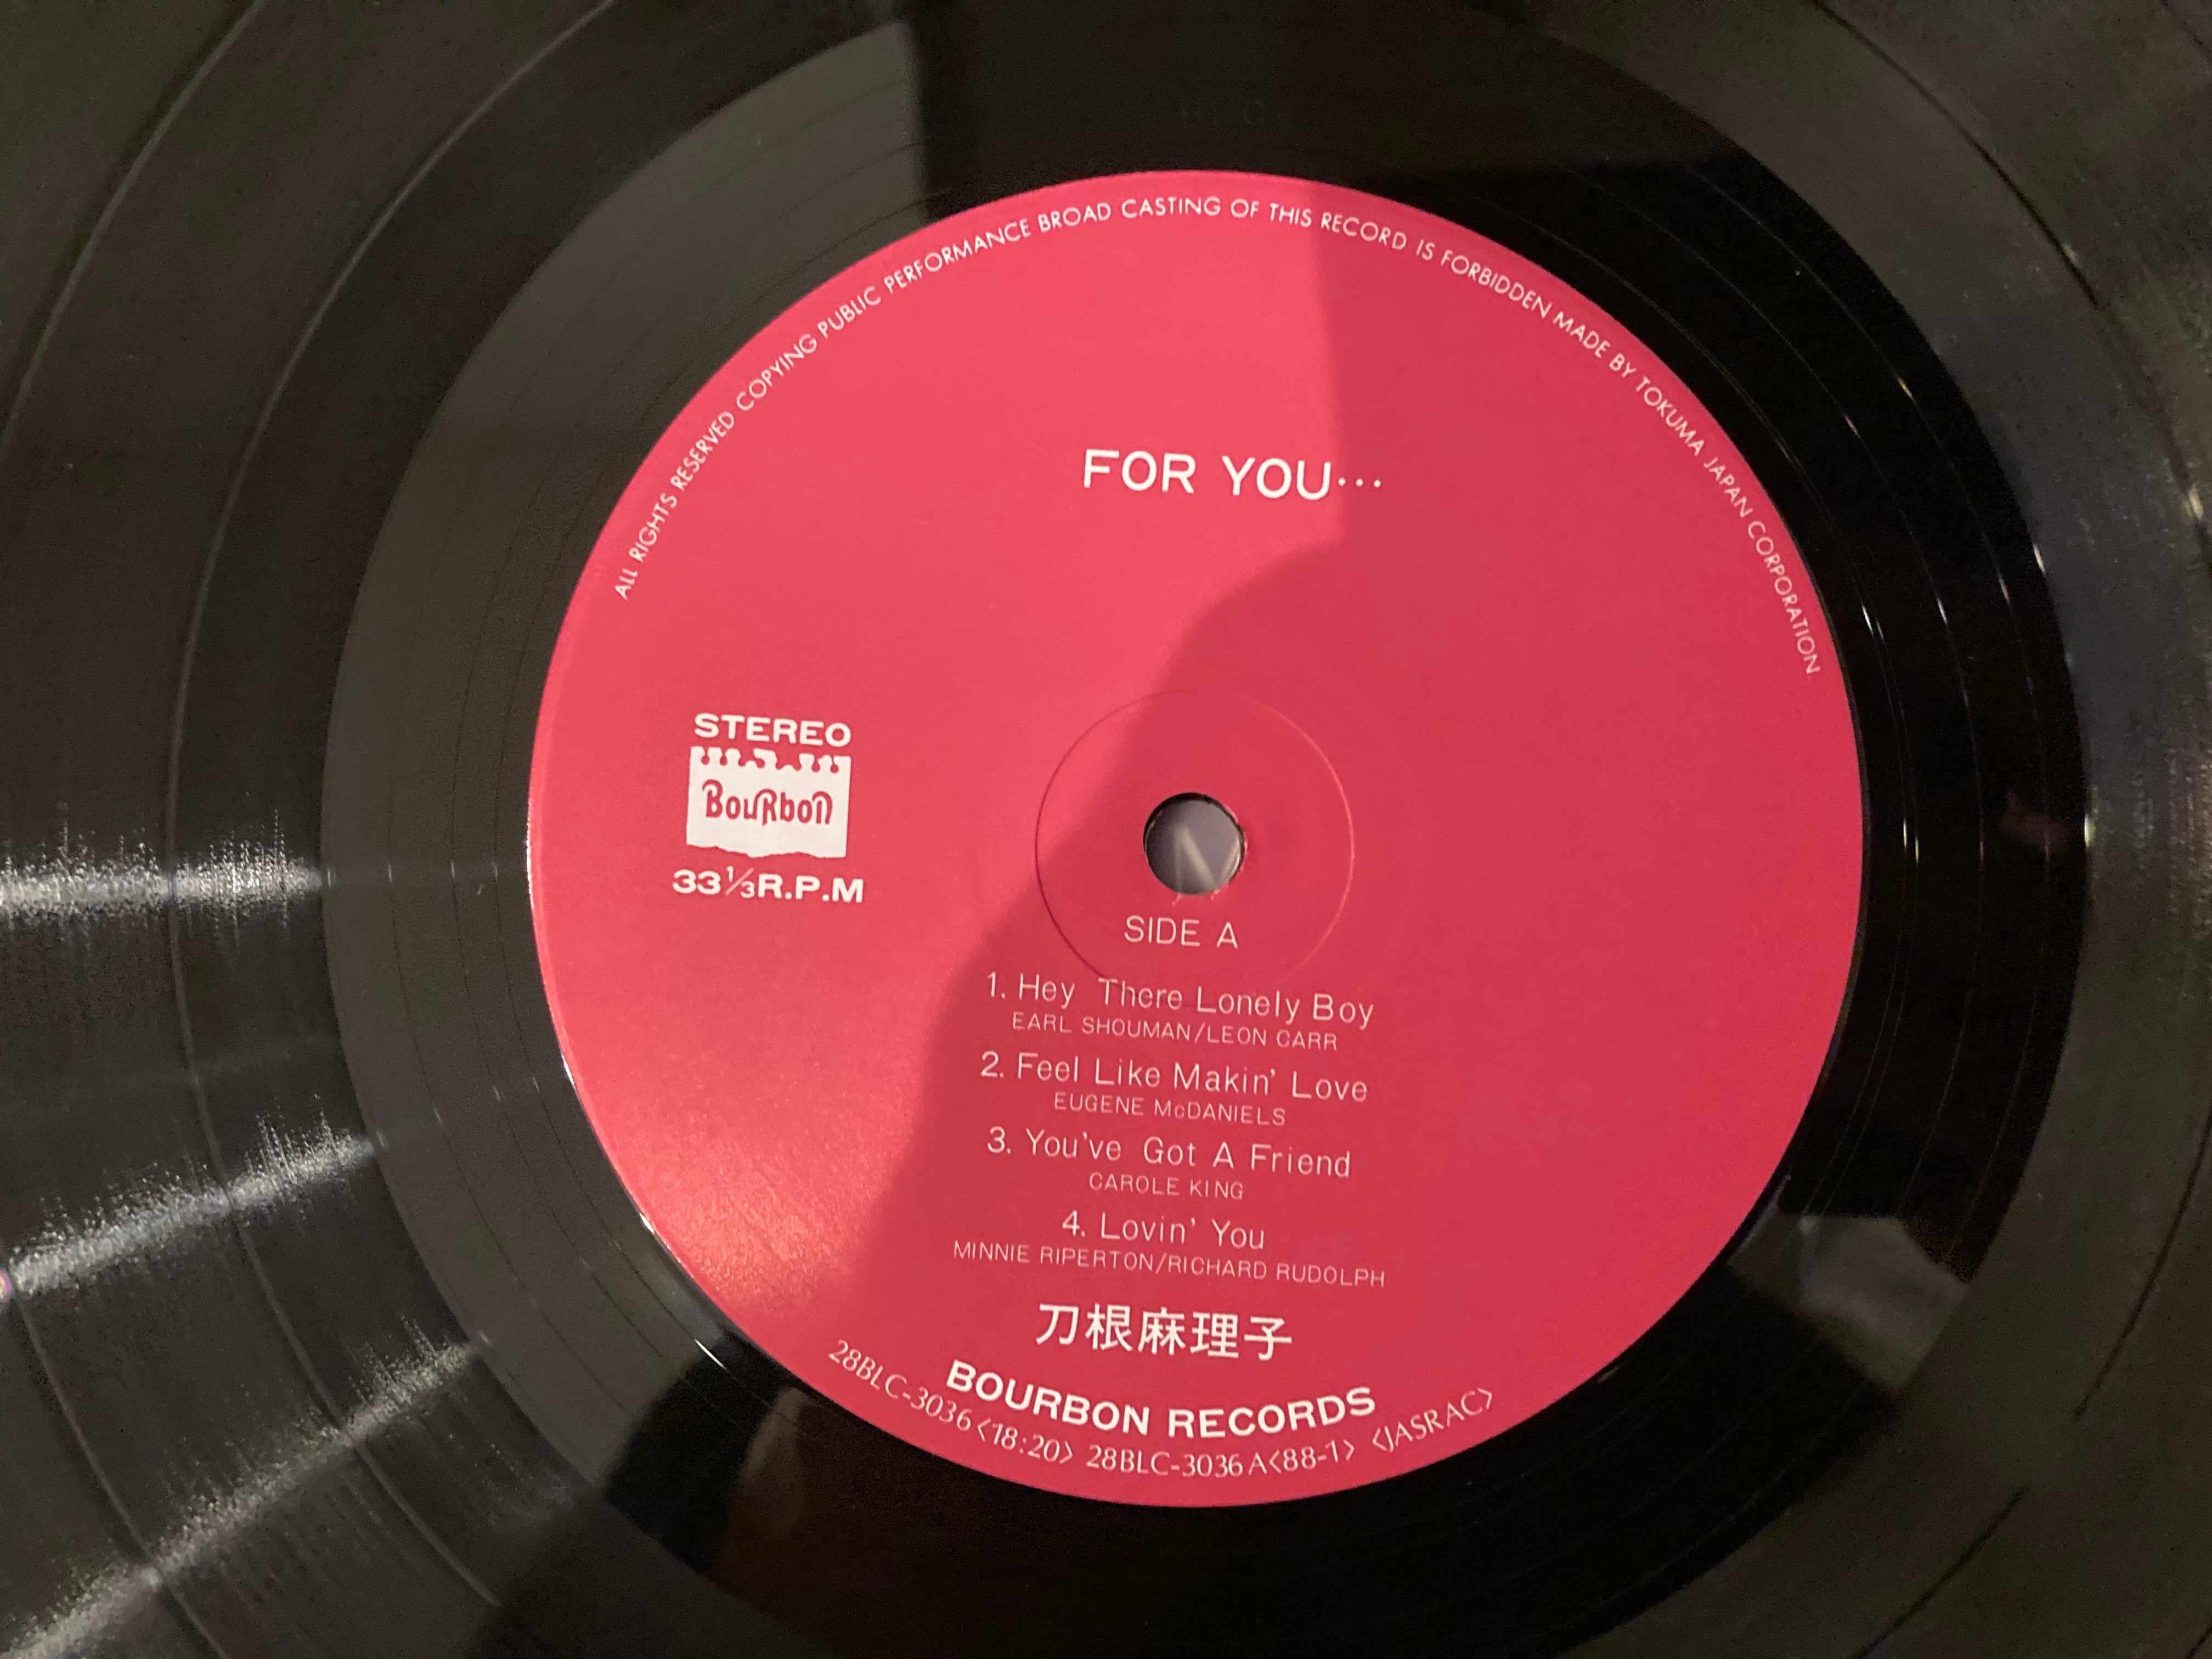 ALL RIGHTS RESERVED COPYING PUBLIC PERFORMANCE BROAD CASTING OF THIS RECORD IS FORBIDDEN MADE BY TOKUMA JAPAN CORPORATION
FOR YOU…
STEREO
BouRbon
33⅓R.P.M
SIDE A
1. Hey There Lonely Boy
EARL SHOUMAN/LEON CARR
2. Feel Like Makin' Love
EUGENE McDANIELS
3. You've Got A Friend
CAROLE KING
4. Lovin' You
MINNIE RIPERTON/RICHARD RUDOLPH
刀根麻理子
BOURBON RECORDS
28BLC-3036<18:20> 28BLC-3036A<88-1> <JASRAC>